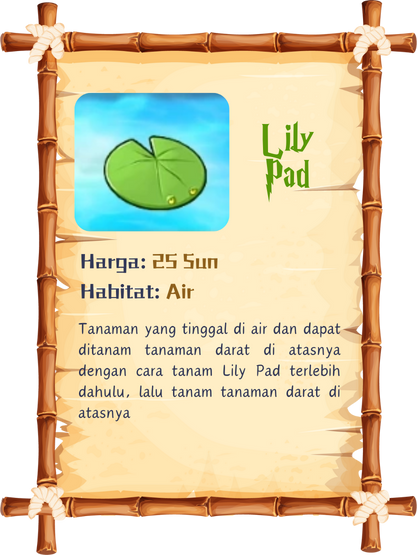 Lily
Pad
Harga: 25 Sun
Habitat: Air
Tanaman yang tinggal di air dan dapat
ditanam tanaman darat di atasnya
dengan cara tanam Lily Pad terlebih
dahulu, lalu tanam tanaman darat di
atasnya